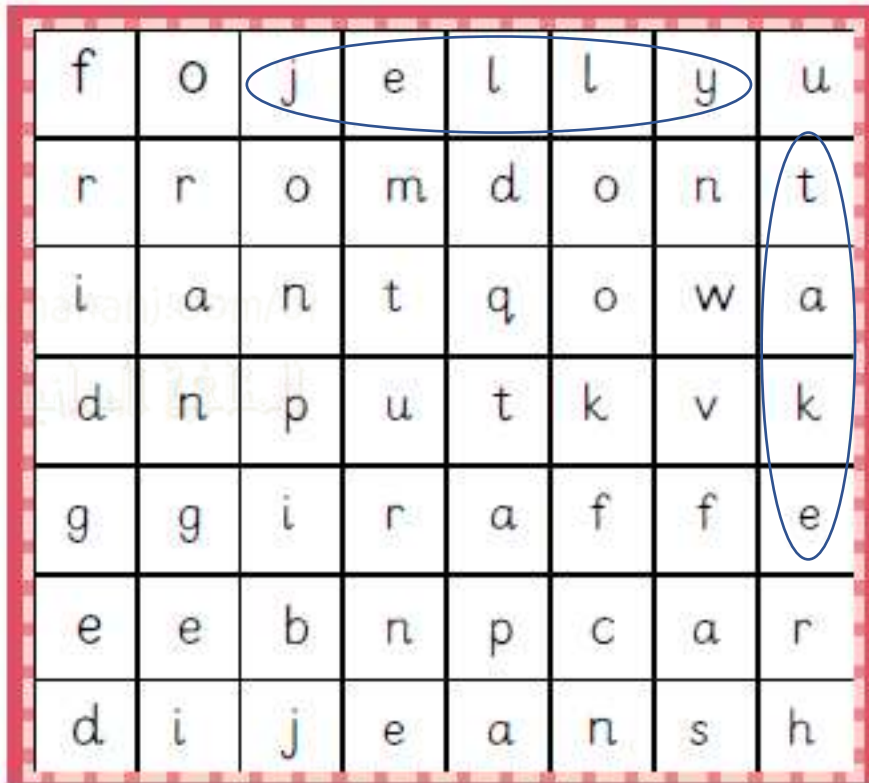 f o j e l l y u
r r o m d o n t
i a n t q o w a
d n p u t k v k
g g i r a f f e
e e b n p c a r
d i j e a n s h